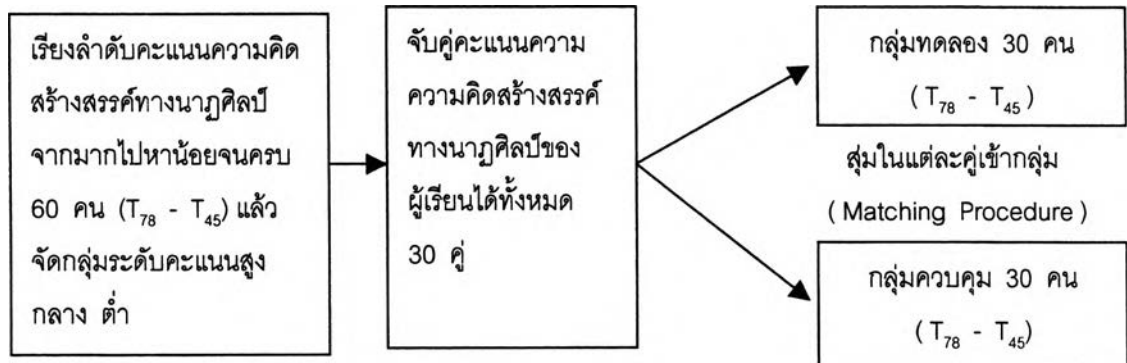 เรียงลำดับคะแนนความคิด
สร้างสรรค์ทางนาฏศิลป์
จากมากไปหาน้อยจนครบ
60 คน (T₇₈ - T₄₅) แล้ว
จัดกลุ่มระดับคะแนนสูง
กลาง ต่ำ
จับคู่คะแนนความ
ความคิดสร้างสรรค์
ทางนาฏศิลป์ของ
ผู้เรียนได้ทั้งหมด
30 คู่
กลุ่มทดลอง 30 คน
( T₇₈ - T₄₅ )
สุ่มในแต่ละคู่เข้ากลุ่ม
( Matching Procedure )
กลุ่มควบคุม 30 คน
( T₇₈ - T₄₅ )